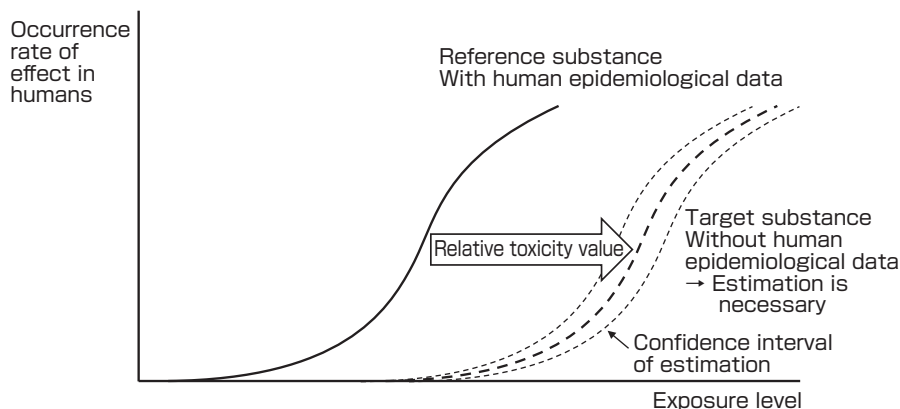 Occurrence
rate of
effect in
humans
Reference substance
With human epidemiological data
Relative toxicity value
Target substance
Without human
epidemiological data
→ Estimation is
necessary
Confidence interval
of estimation
Exposure level